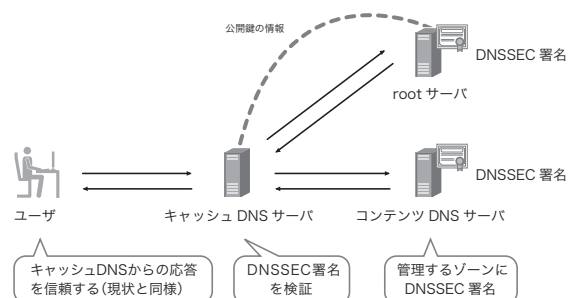 公開鍵の情報
DNSSEC 署名
root サーバ
DNSSEC 署名
ユーザ
キャッシュ DNS サーバ
コンテンツ DNS サーバ
キャッシュDNSからの応答
を信頼する(現状と同様)
DNSSEC署名
を検証
管理するゾーンに
DNSSEC 署名